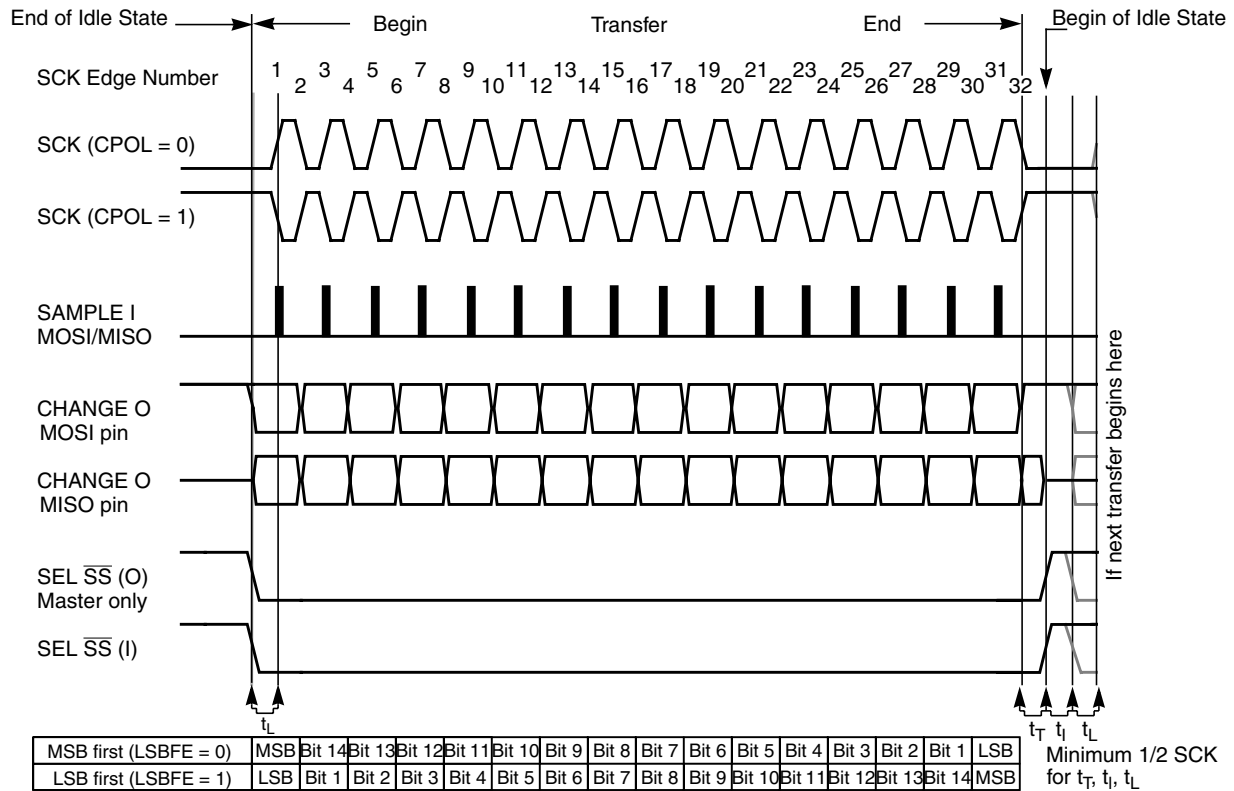 End of Idle State Begin Transfer End Begin of Idle State
SCK Edge Number 1 2 3 4 5 6 7 8 9 10 11 12 13 14 15 16 17 18 19 20 21 22 23 24 25 26 27 28 29 30 31 32
SCK (CPOL = 0)
SCK (CPOL = 1)
SAMPLE I
MOSI/MISO
CHANGE O
MOSI pin
CHANGE O
MISO pin
SEL SS (O)
Master only
SEL SS (I)
If next transfer begins here
tL tT tI tL
MSB first (LSBFE = 0) MSB Bit 14 Bit 13 Bit 12 Bit 11 Bit 10 Bit 9 Bit 8 Bit 7 Bit 6 Bit 5 Bit 4 Bit 3 Bit 2 Bit 1 LSB
LSB first (LSBFE = 1) LSB Bit 1 Bit 2 Bit 3 Bit 4 Bit 5 Bit 6 Bit 7 Bit 8 Bit 9 Bit 10 Bit 11 Bit 12 Bit 13 Bit 14 MSB
Minimum 1/2 SCK
for tT, tI, tL